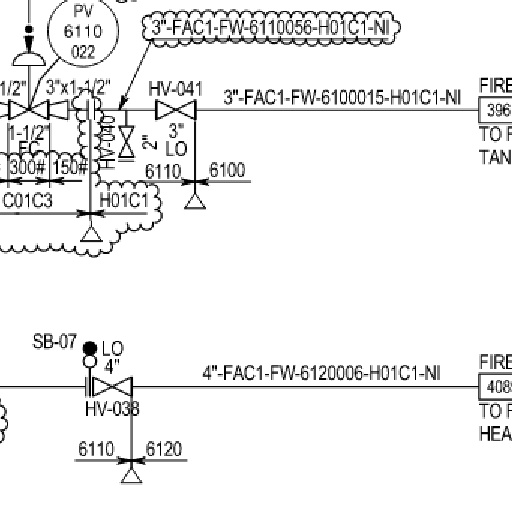 PV
6110
022
3"-FAC1-FW-6110056-H01C1-NI
1/2"
3"x1-1/2"
HV-041
3"-FAC1-FW-6100015-H01C1-NI
FIRE
396
TO F
TAN
1-1/2"
FC
HV-040
2"
3"
LO
300#
150#
6110
6100
C01C3
H01C1
SB-07
LO
4"
4"-FAC1-FW-6120006-H01C1-NI
FIRE
408
TO F
HEA
HV-038
6110
6120